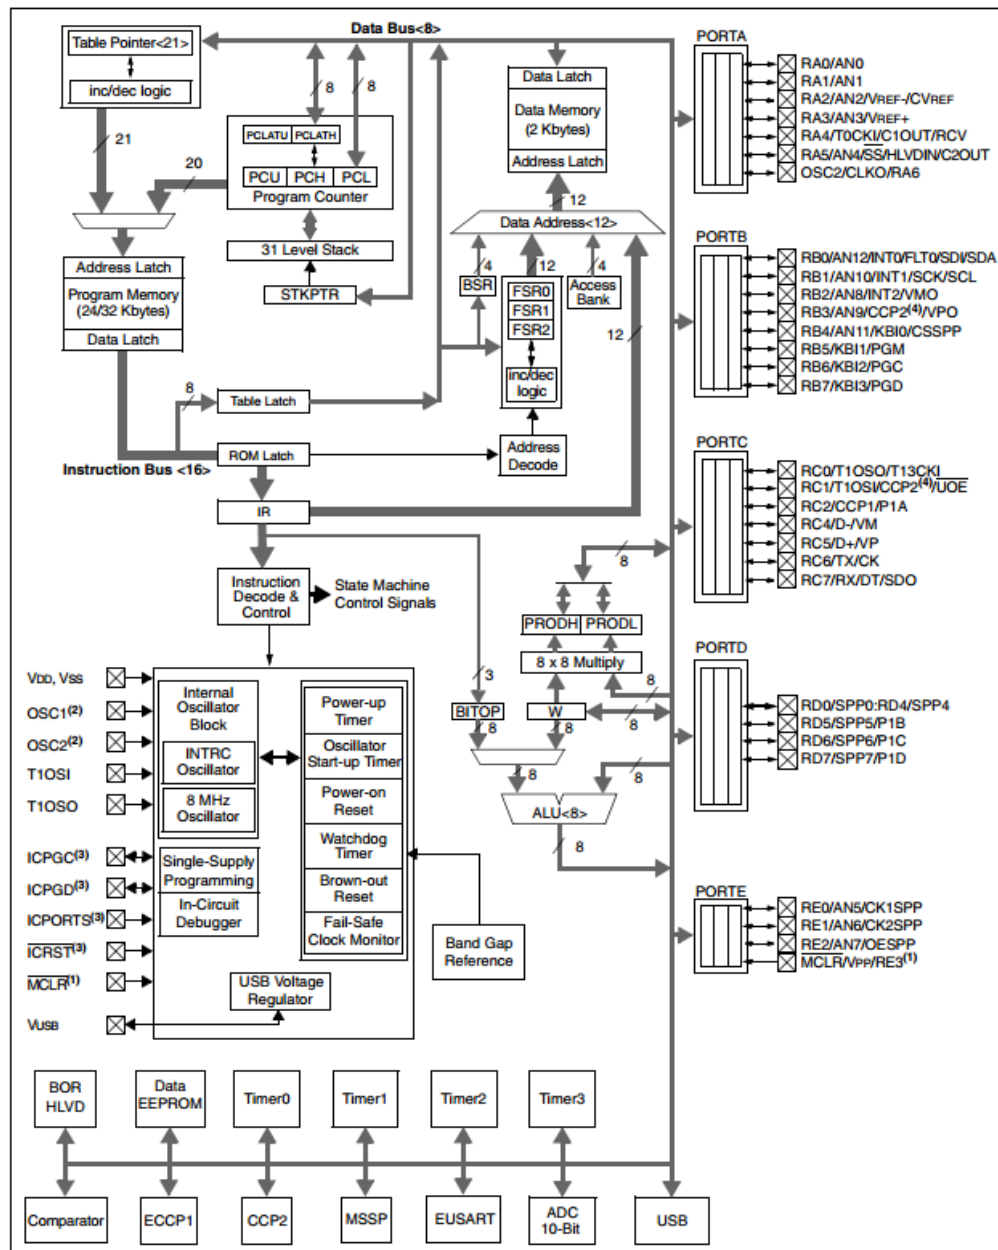 Data Bus<8>
Table Pointer<21>
inc/dec logic
21
20
8
8
PCLATU PCLATH
PCU PCH PCL
Program Counter
31 Level Stack
STKPTR
Address Latch
Program Memory
(24/32 Kbytes)
Data Latch
8
Table Latch
Instruction Bus <16>
ROM Latch
IR
Data Latch
Data Memory
(2 Kbytes)
Address Latch
12
Data Address<12>
4
12
4
BSR
FSR0
FSR1
FSR2
inc/dec
logic
Access
Bank
12
Address
Decode
Instruction
Decode &
Control
State Machine
Control Signals
8
PRODH PRODL
8 x 8 Multiply
3
8
BITOP
W
8
8
8
8
8
ALU<8>
8
VDD, VSS
OSC1(2)
OSC2(2)
T1OSI
T1OSO
ICPGC(3)
ICPGD(3)
ICPORTS(3)
ICRST(3)
MCLR(1)
VUSB
Internal
Oscillator
Block
INTRC
Oscillator
8 MHz
Oscillator
Single-Supply
Programming
In-Circuit
Debugger
Power-up
Timer
Oscillator
Start-up Timer
Power-on
Reset
Watchdog
Timer
Brown-out
Reset
Fail-Safe
Clock Monitor
USB Voltage
Regulator
Band Gap
Reference
PORTA
RA0/AN0
RA1/AN1
RA2/AN2/VREF-/CVREF
RA3/AN3/VREF+
RA4/T0CKI/C1OUT/RCV
RA5/AN4/SS/HLVDIN/C2OUT
OSC2/CLKO/RA6
PORTB
RB0/AN12/INT0/FLT0/SDI/SDA
RB1/AN10/INT1/SCK/SCL
RB2/AN8/INT2/VMO
RB3/AN9/CCP2(4)/VPO
RB4/AN11/KBI0/CSSPP
RB5/KBI1/PGM
RB6/KBI2/PGC
RB7/KBI3/PGD
PORTC
RC0/T1OSO/T13CKI
RC1/T1OSI/CCP2(4)/UOE
RC2/CCP1/P1A
RC4/D-/VM
RC5/D+/VP
RC6/TX/CK
RC7/RX/DT/SDO
PORTD
RD0/SPP0:RD4/SPP4
RD5/SPP5/P1B
RD6/SPP6/P1C
RD7/SPP7/P1D
PORTE
RE0/AN5/CK1SPP
RE1/AN6/CK2SPP
RE2/AN7/OESPP
MCLR/VPP/RE3(1)
BOR
HLVD
Data
EEPROM
Timer0
Timer1
Timer2
Timer3
Comparator
ECCP1
CCP2
MSSP
EUSART
ADC
10-Bit
USB